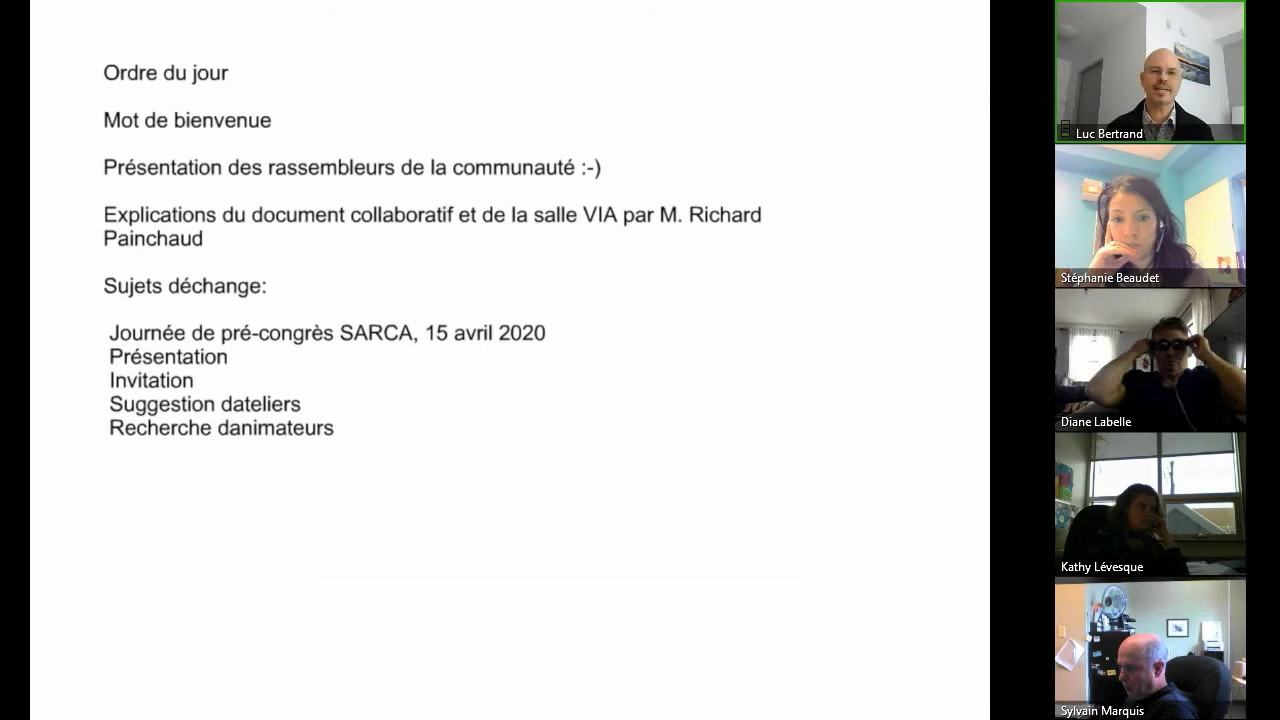 Ordre du jour
Mot de bienvenue
Présentation des rassembleurs de la communauté :-)
Explications du document collaboratif et de la salle VIA par M. Richard
Painchaud
Sujets déchange:
Journée de pré-congrès SARCA, 15 avril 2020
Présentation
Invitation
Suggestion dateliers
Recherche danimateurs
Luc Bertrand
Stéphanie Beaudet
Diane Labelle
Kathy Lévesque
Sylvain Marquis